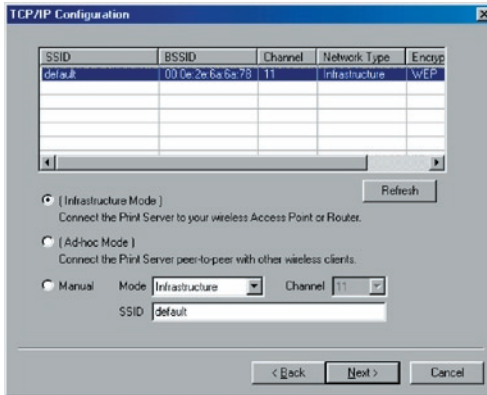 TCP/IP Configuration
SSID BSSID Channel Network Type Encryp
default 00:0e:2e:6a:6a:78 11 Infrastructure WEP
Refresh
( Infrastructure Mode )
Connect the Print Server to your wireless Access Point or Router.
( Ad-hoc Mode )
Connect the Print Server peer-to-peer with other wireless clients.
Manual Mode Infrastructure Channel 11
SSID default
< Back Next > Cancel